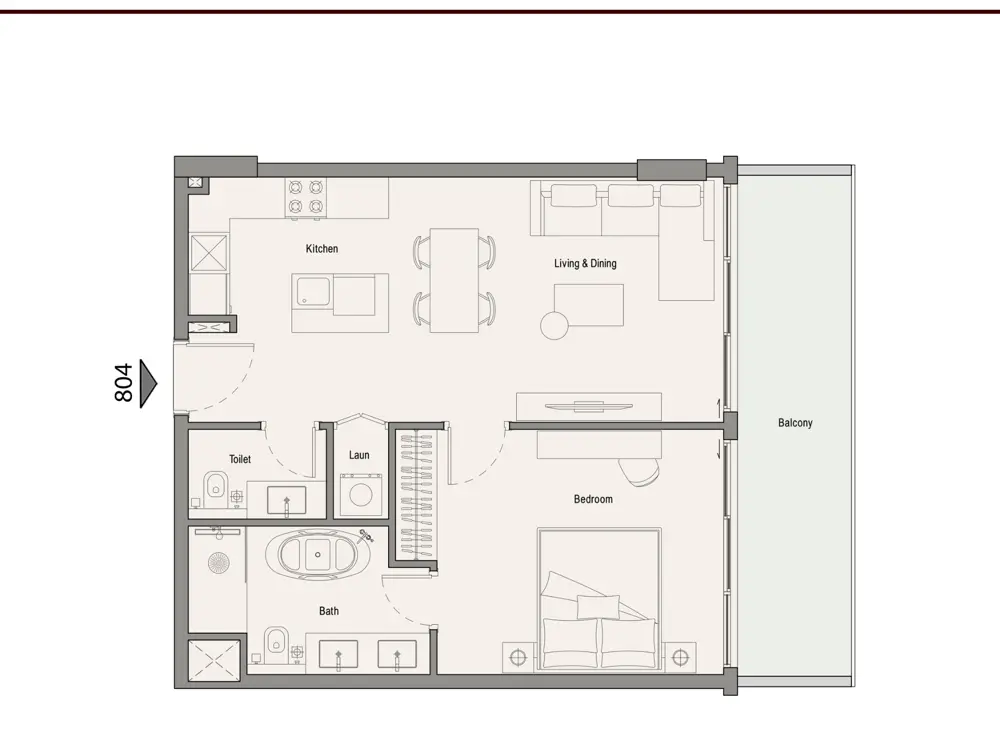 Kitchen
Living & Dining
804
Balcony
Toilet
Laun
Bedroom
Bath